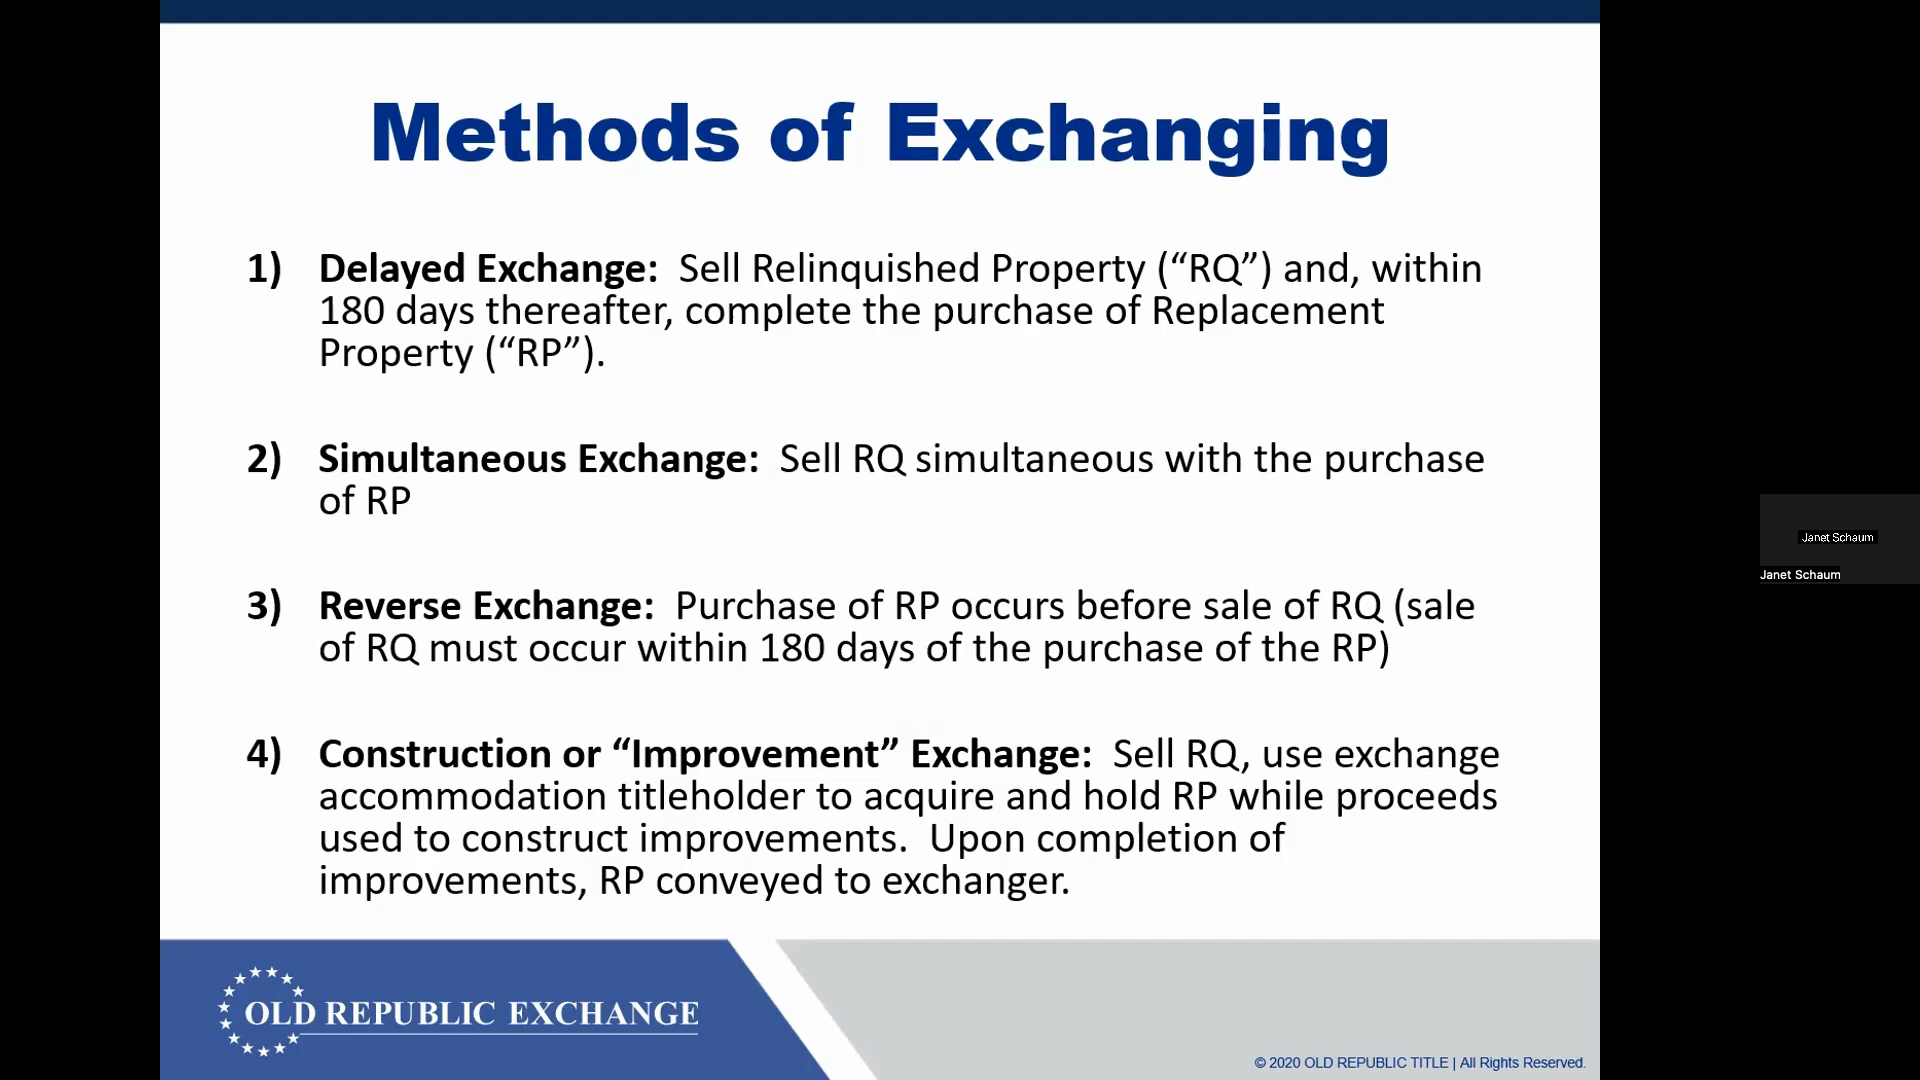 Methods of Exchanging
1) Delayed Exchange: Sell Relinquished Property (“RQ”) and, within
180 days thereafter, complete the purchase of Replacement
Property (“RP”).
2) Simultaneous Exchange: Sell RQ simultaneous with the purchase
of RP
3) Reverse Exchange: Purchase of RP occurs before sale of RQ (sale
of RQ must occur within 180 days of the purchase of the RP)
4) Construction or “Improvement” Exchange: Sell RQ, use exchange
accommodation titleholder to acquire and hold RP while proceeds
used to construct improvements. Upon completion of
improvements, RP conveyed to exchanger.
OLD REPUBLIC EXCHANGE
© 2020 OLD REPUBLIC TITLE | All Rights Reserved.
Janet Schaum
Janet Schaum